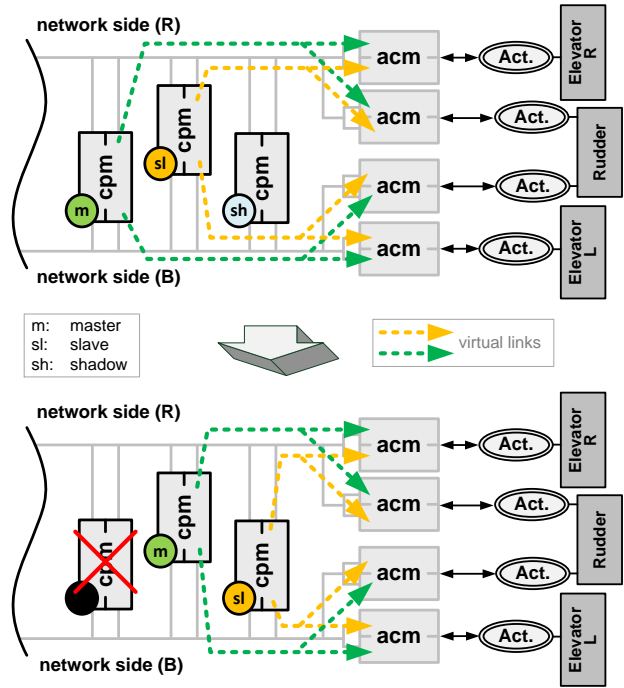 network side (R)
acm
Act.
Elevator
R
acm
Act.
cpm
sl
cpm
m
cpm
sh
Rudder
acm
Act.
acm
Act.
Elevator
L
network side (B)
m: master
sl: slave
sh: shadow
virtual links
network side (R)
acm
Act.
Elevator
R
cpm
m
acm
Act.
cpm
cpm
sl
Rudder
acm
Act.
acm
Act.
Elevator
L
network side (B)